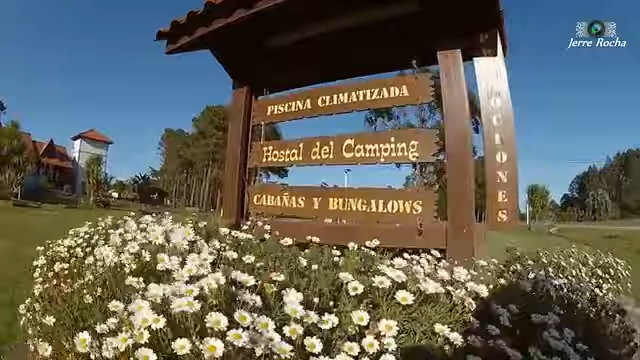 PISCINA CLIMATIZADA
Hostal del Camping
CABAÑAS Y BUNGALOWS
Jerre Rocha